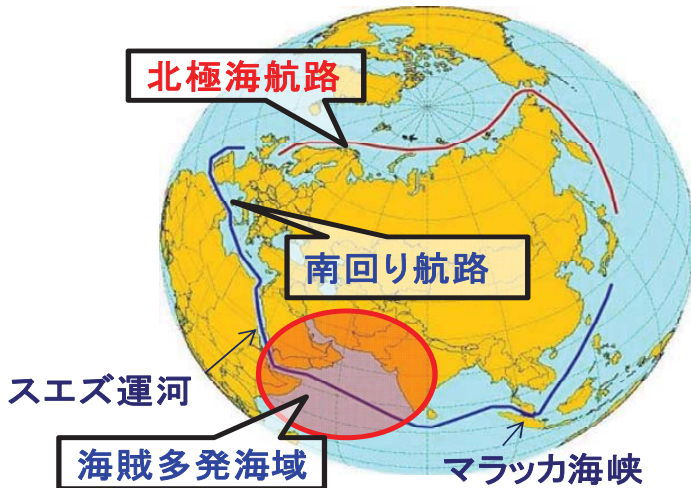 北極海航路
南回り航路
スエズ運河
海賊多発海域
マラッカ海峡